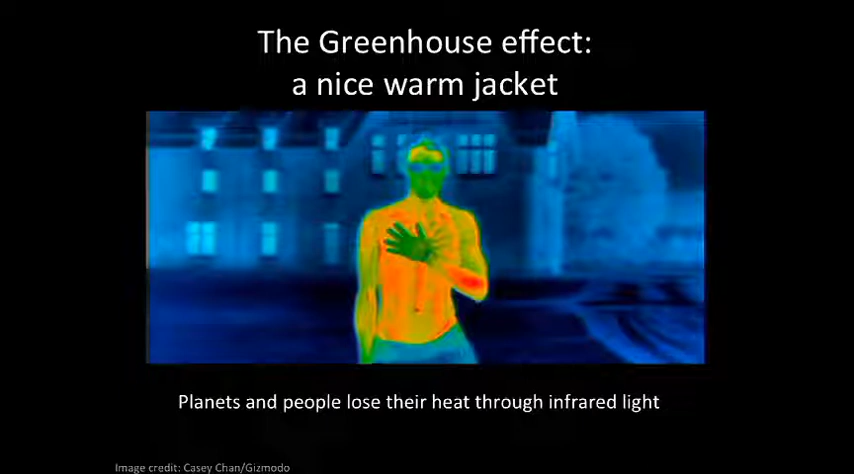 The Greenhouse effect:
a nice warm jacket
Planets and people lose their heat through infrared light
Image credit: Casey Chan/Gizmodo